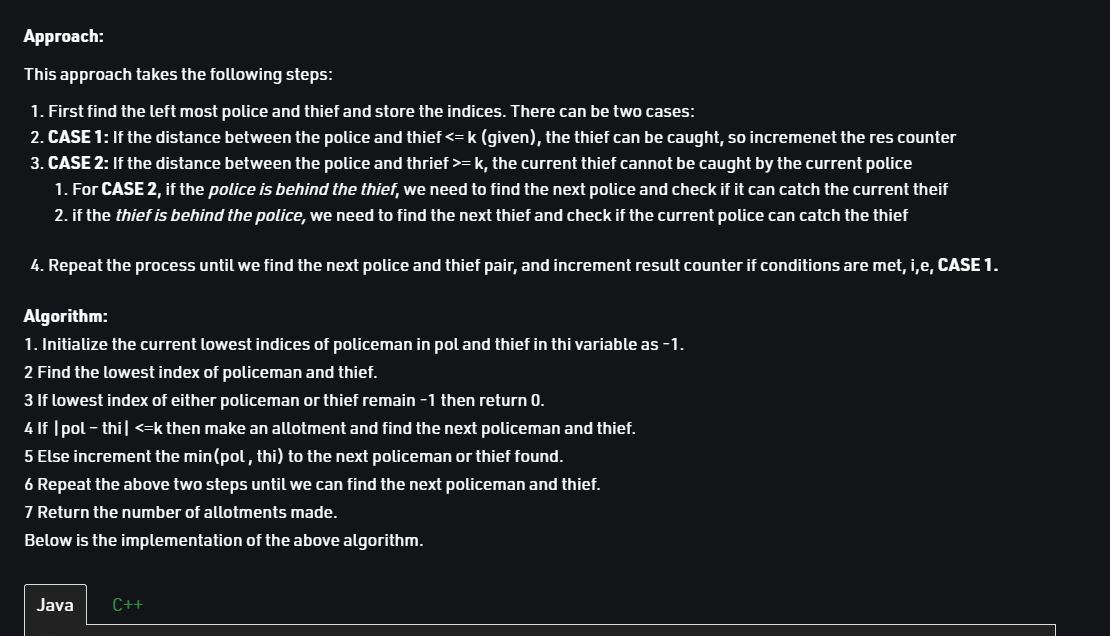 Approach:
This approach takes the following steps:
1. First find the left most police and thief and store the indices. There can be two cases:
2. CASE 1: If the distance between the police and thief <= k (given), the thief can be caught, so incremenet the res counter
3. CASE 2: If the distance between the police and thrief >= k, the current thief cannot be caught by the current police
1. For CASE 2, if the police is behind the thief, we need to find the next police and check if it can catch the current theif
2. if the thief is behind the police, we need to find the next thief and check if the current police can catch the thief
4. Repeat the process until we find the next police and thief pair, and increment result counter if conditions are met, i,e, CASE 1.
Algorithm:
1. Initialize the current lowest indices of policeman in pol and thief in thi variable as -1.
2 Find the lowest index of policeman and thief.
3 If lowest index of either policeman or thief remain -1 then return 0.
4 If |pol – thi| <=k then make an allotment and find the next policeman and thief.
5 Else increment the min(pol , thi) to the next policeman or thief found.
6 Repeat the above two steps until we can find the next policeman and thief.
7 Return the number of allotments made.
Below is the implementation of the above algorithm.
Java C++